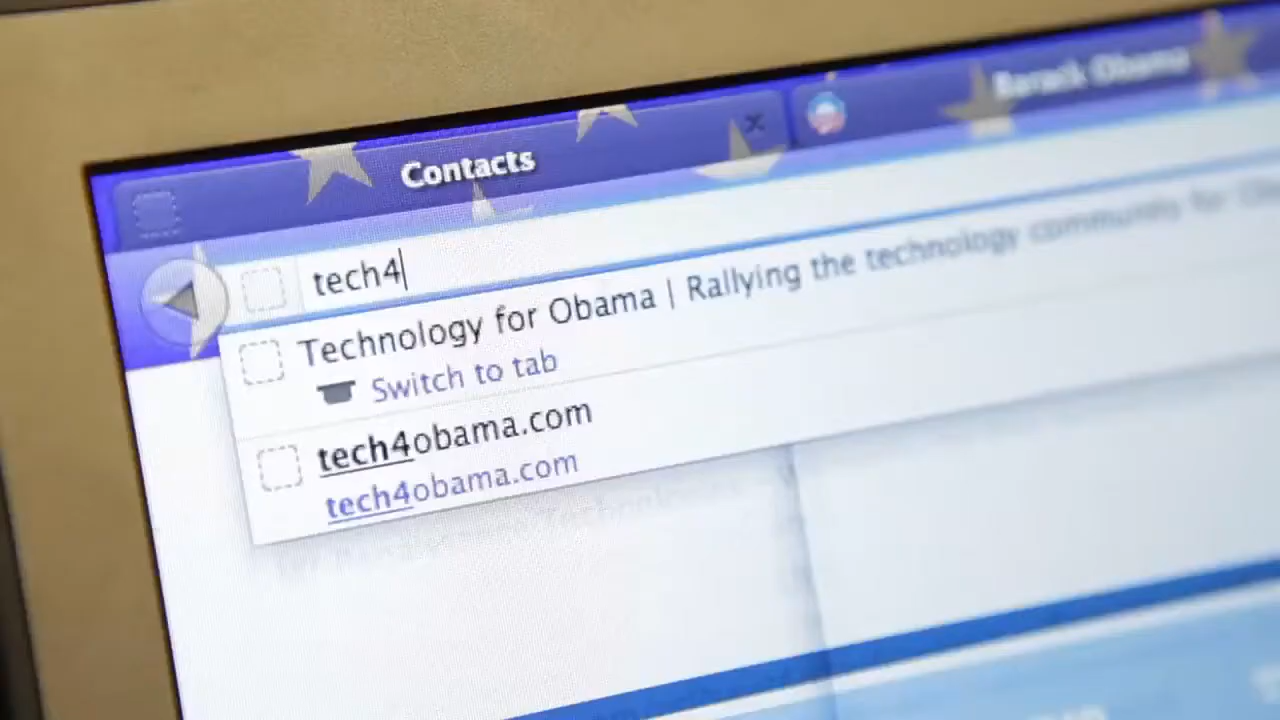 Contacts
Barack Obama
tech4
Technology for Obama | Rallying the technology community for
Switch to tab
tech4obama.com
tech4obama.com